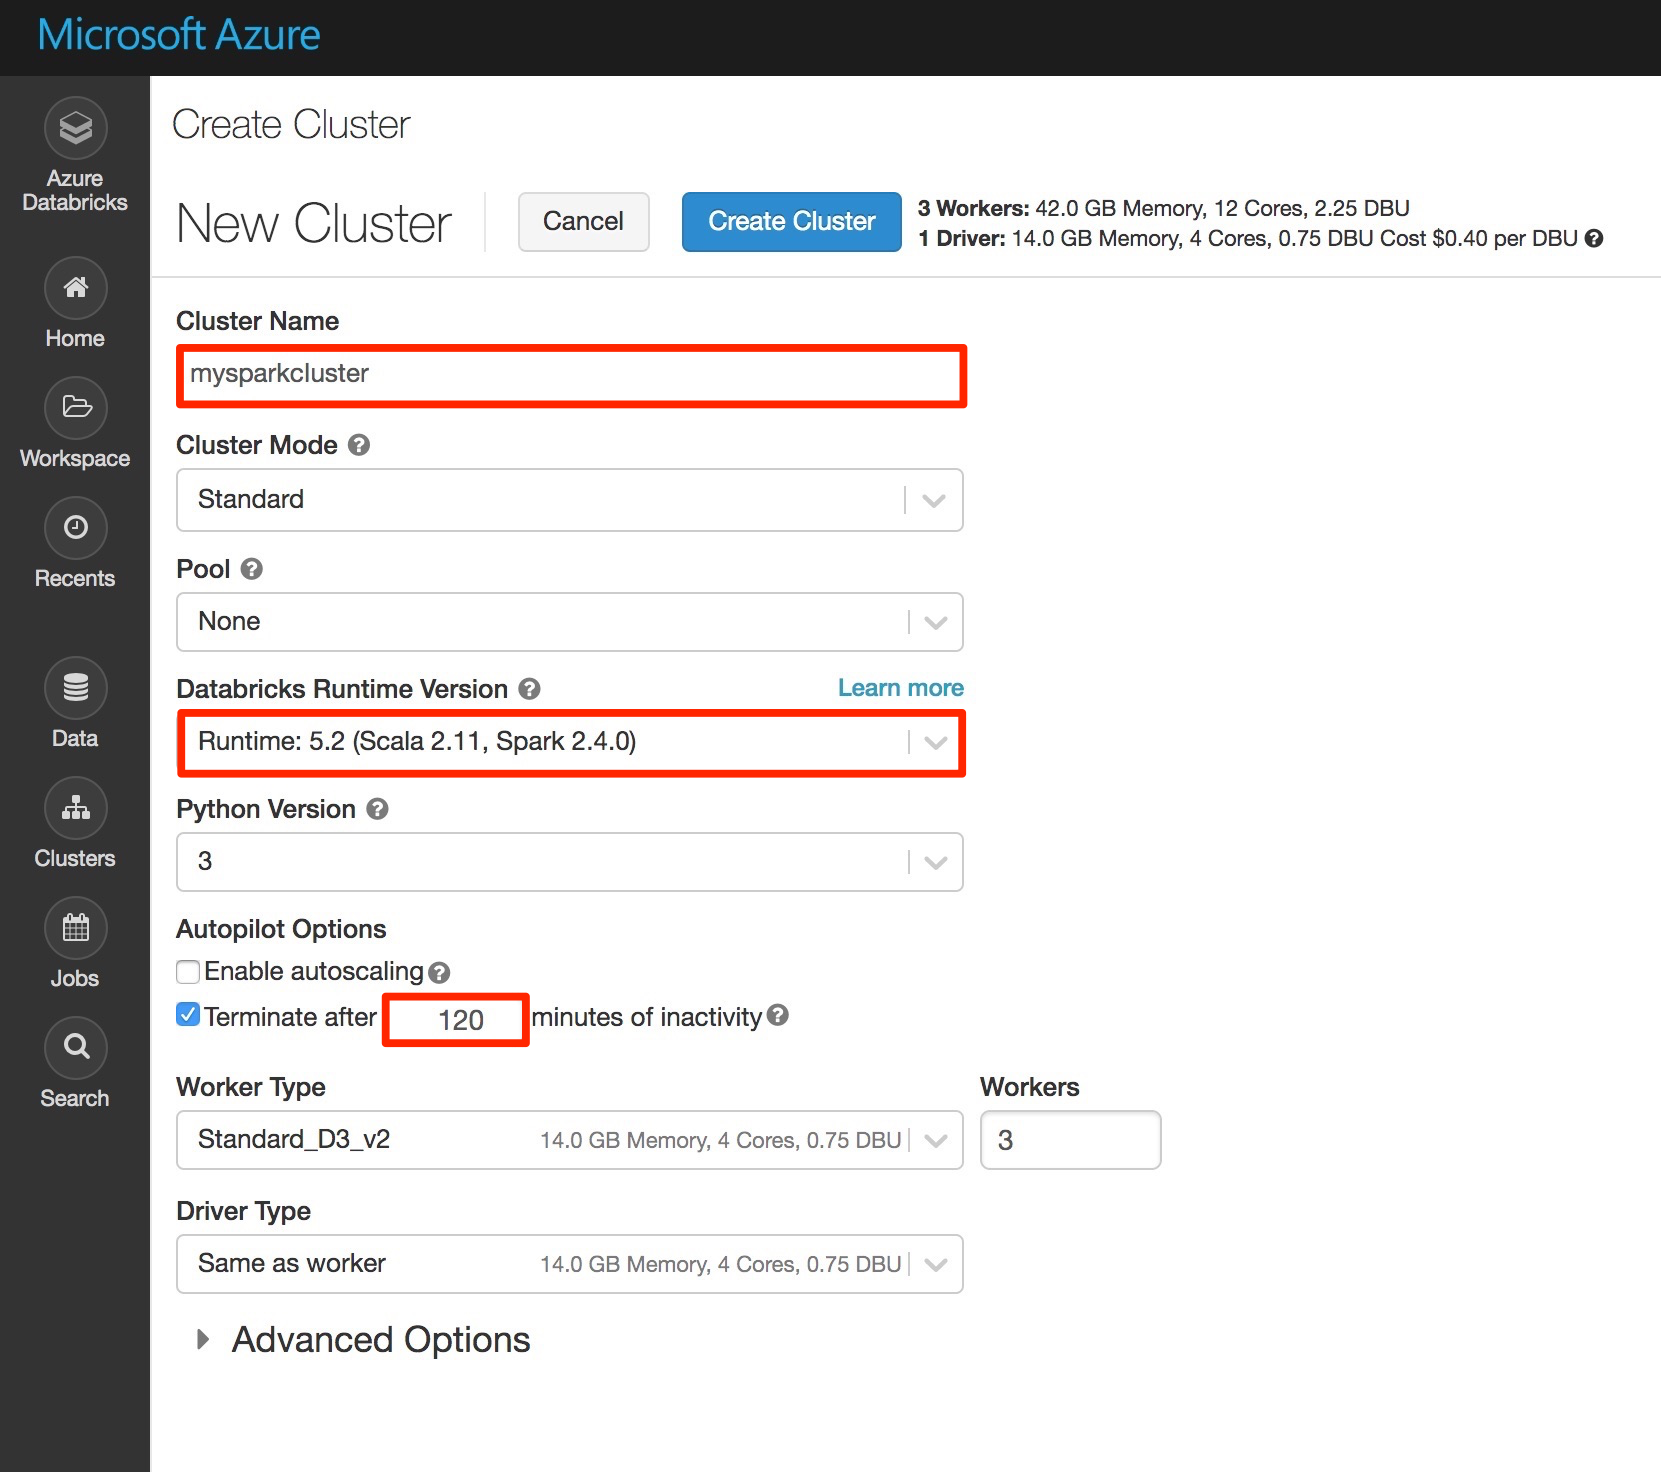 Microsoft Azure
Azure
Databricks
Home
Workspace
Recents
Data
Clusters
Jobs
Search
Create Cluster
New Cluster
Cancel
Create Cluster
3 Workers: 42.0 GB Memory, 12 Cores, 2.25 DBU
1 Driver: 14.0 GB Memory, 4 Cores, 0.75 DBU Cost $0.40 per DBU ?
Cluster Name
mysparkcluster
Cluster Mode ?
Standard
Pool ?
None
Databricks Runtime Version ? Learn more
Runtime: 5.2 (Scala 2.11, Spark 2.4.0)
Python Version ?
3
Autopilot Options
Enable autoscaling ?
Terminate after 120 minutes of inactivity ?
Worker Type Workers
Standard_D3_v2 14.0 GB Memory, 4 Cores, 0.75 DBU 3
Driver Type
Same as worker 14.0 GB Memory, 4 Cores, 0.75 DBU
Advanced Options